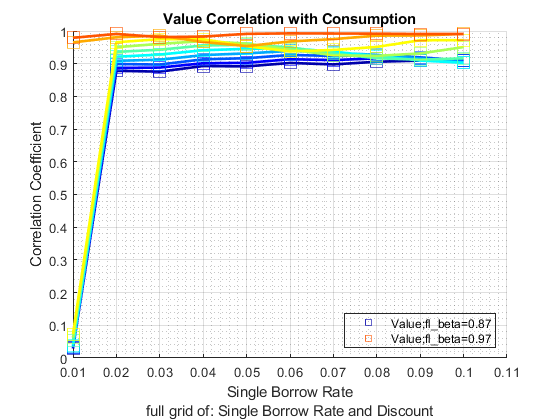 Value Correlation with Consumption
Correlation Coefficient
1
0.9
0.8
0.7
0.6
0.5
0.4
0.3
0.2
0.1
0
0.01 0.02 0.03 0.04 0.05 0.06 0.07 0.08 0.09 0.1 0.11
Value;fl_beta=0.87
Value;fl_beta=0.97
Single Borrow Rate
full grid of: Single Borrow Rate and Discount